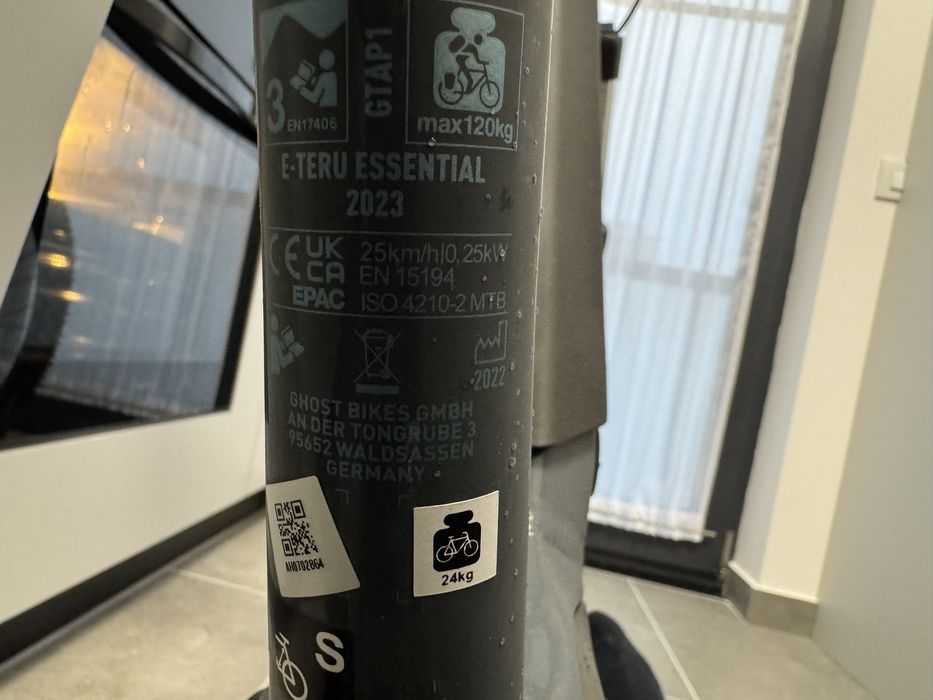 3
EN17406
GTAP1
max120kg
E-TERU ESSENTIAL
2023
CE UK
CA
EPAC
25km/h|0,25kW
EN 15194
ISO 4210-2 MTB
2022
GHOST BIKES GMBH
AN DER TONGRUBE 3
95652 WALDSASSEN
GERMANY
AH0702864
24kg
S